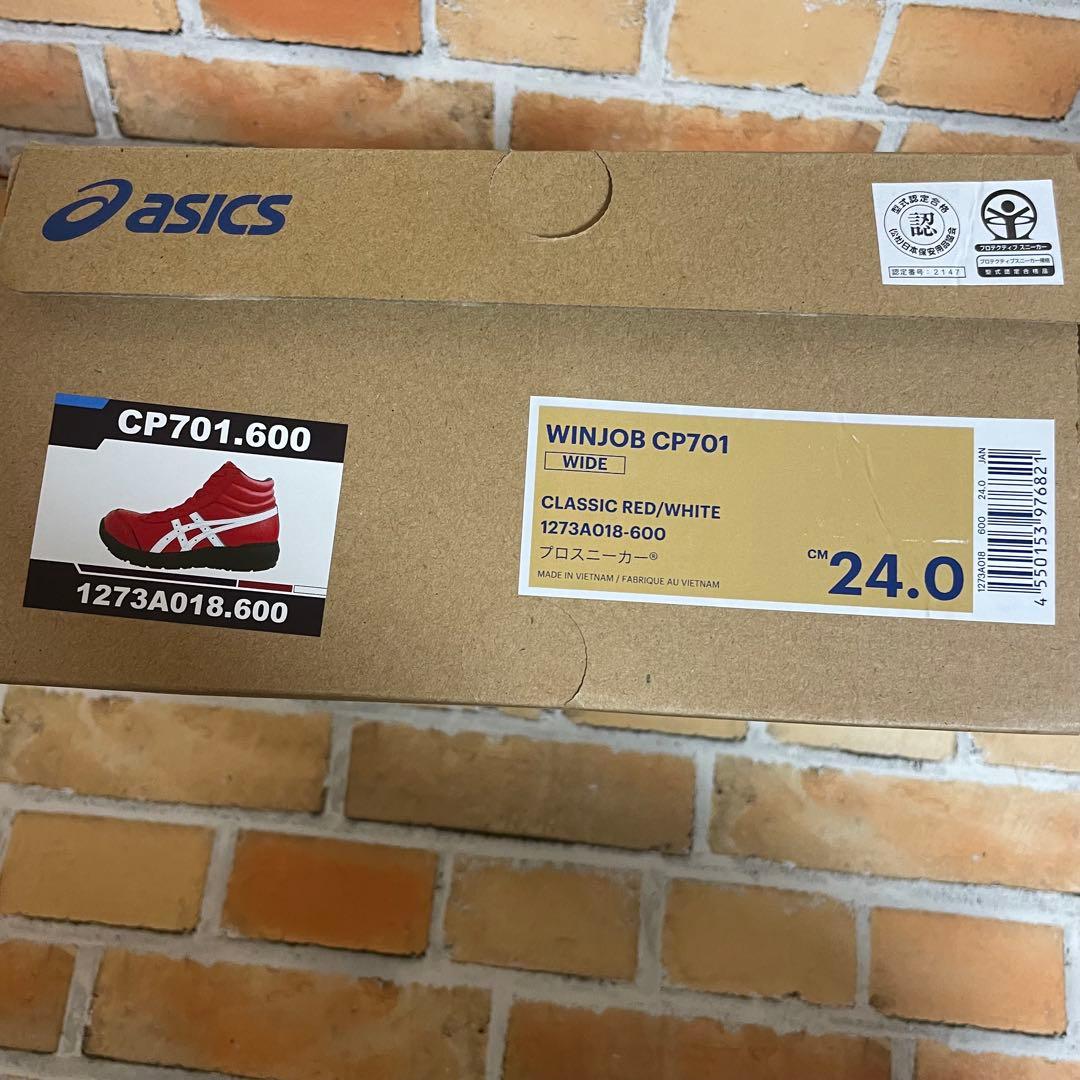 asics
型式認定合格
認
(公社)日本保安用品協会
認定番号:2147
プロテクティブ スニーカー
プロテクティブスニーカー規格
型式認定合格品
CP701.600
1273A018.600
WINJOB CP701
WIDE
CLASSIC RED/WHITE
1273A018-600
プロスニーカー®
MADE IN VIETNAM / FABRIQUE AU VIETNAM
CM 24.0
1273A018 600 24.0 JAN
4 550153 976821